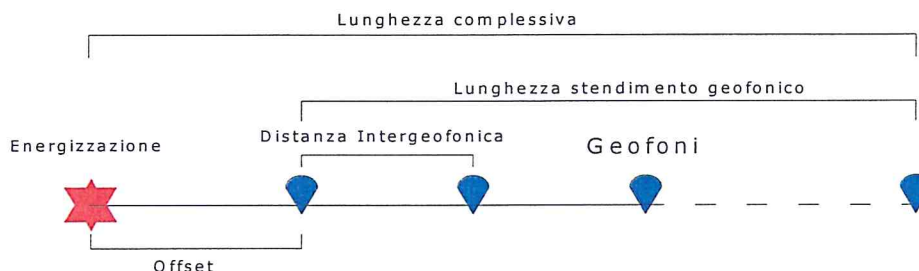 Lunghezza complessiva
Lunghezza stendimento geofonico
Distanza Intergeofonica
Energizzazione
Geofoni
Offset